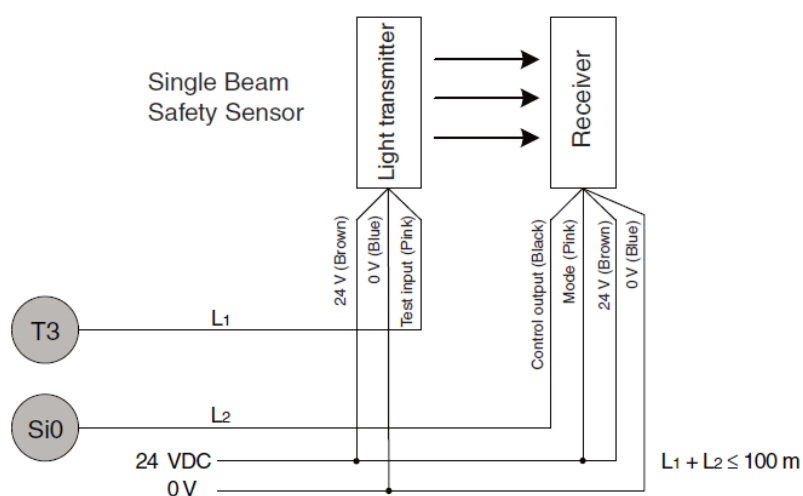 Single Beam
Safety Sensor
Light transmitter
Receiver
24 V (Brown)
0 V (Blue)
Test input (Pink)
Control output (Black)
Mode (Pink)
24 V (Brown)
0 V (Blue)
T3
L1
Si0
L2
24 VDC
0 V
L1 + L2 ≤ 100 m